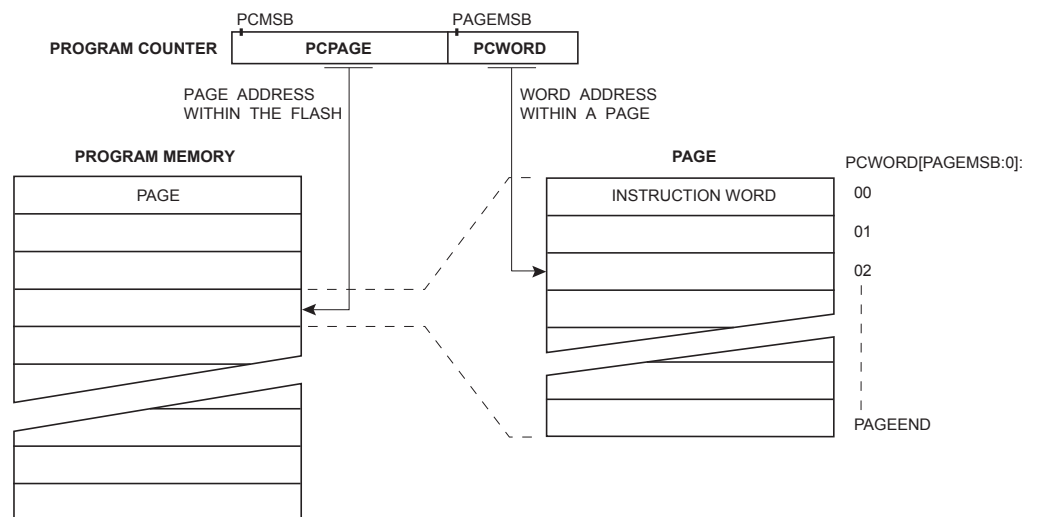 PCMSB PAGEMSB
PROGRAM COUNTER PCPAGE PCWORD
PAGE ADDRESS
WITHIN THE FLASH
WORD ADDRESS
WITHIN A PAGE
PROGRAM MEMORY
PAGE
PAGE
INSTRUCTION WORD
PCWORD[PAGEMSB:0]:
00
01
02
PAGEEND